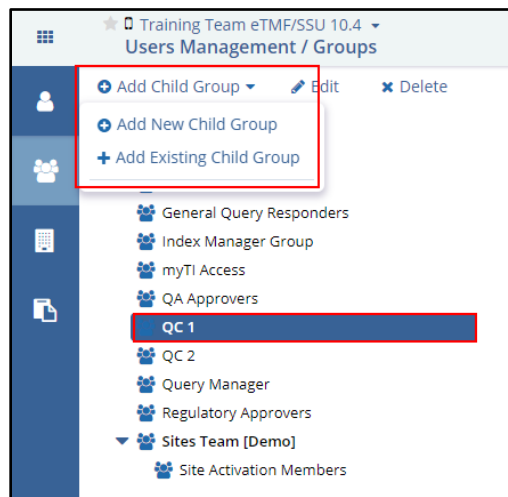 Training Team eTMF/SSU 10.4
Users Management / Groups
Add Child Group Edit Delete
Add New Child Group
Add Existing Child Group
General Query Responders
Index Manager Group
myTI Access
QA Approvers
QC 1
QC 2
Query Manager
Regulatory Approvers
Sites Team [Demo]
Site Activation Members